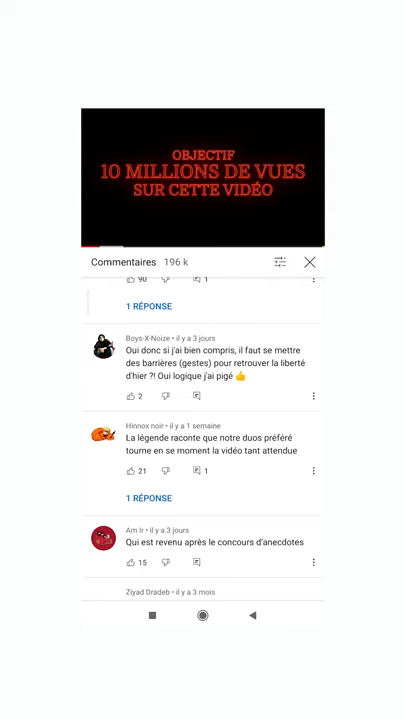 OBJECTIF
10 MILLIONS DE VUES
SUR CETTE VIDÉO
Commentaires 196 k
90 1
1 RÉPONSE
Boys-X-Noize • il y a 3 jours
Oui donc si j'ai bien compris, il faut se mettre
des barrières (gestes) pour retrouver la liberté
d'hier ?! Oui logique j'ai pigé 👍
2
Hinnox noir • il y a 1 semaine
La légende raconte que notre duos préféré
tourne en se moment la vidéo tant attendue
21 1
1 RÉPONSE
Am Ir • il y a 3 jours
Qui est revenu après le concours d'anecdotes
15
Ziyad Dradeb • il y a 3 mois